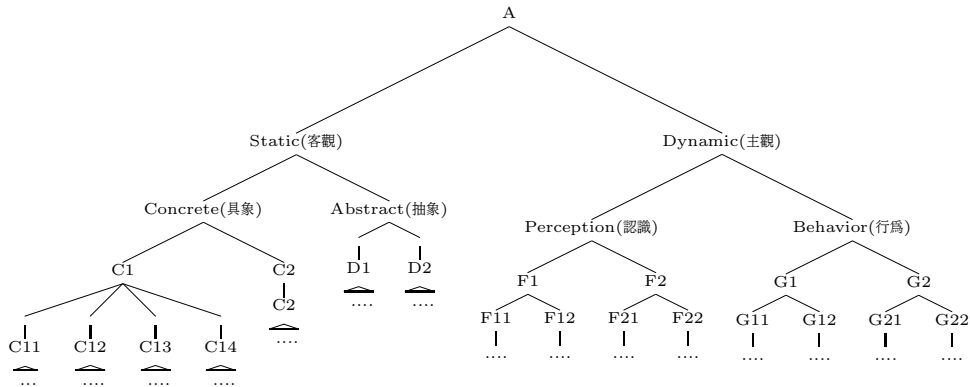 A
Static(客觀) Dynamic(主觀)
Concrete(具象) Abstract(抽象) Perception(認識) Behavior(行爲)
C1 C2 D1 D2 F1 F2 G1 G2
C2 .... .... F11 F12 F21 F22 G11 G12 G21 G22
C11 C12 C13 C14 .... .... .... .... .... .... .... .... ....
... .... .... ....